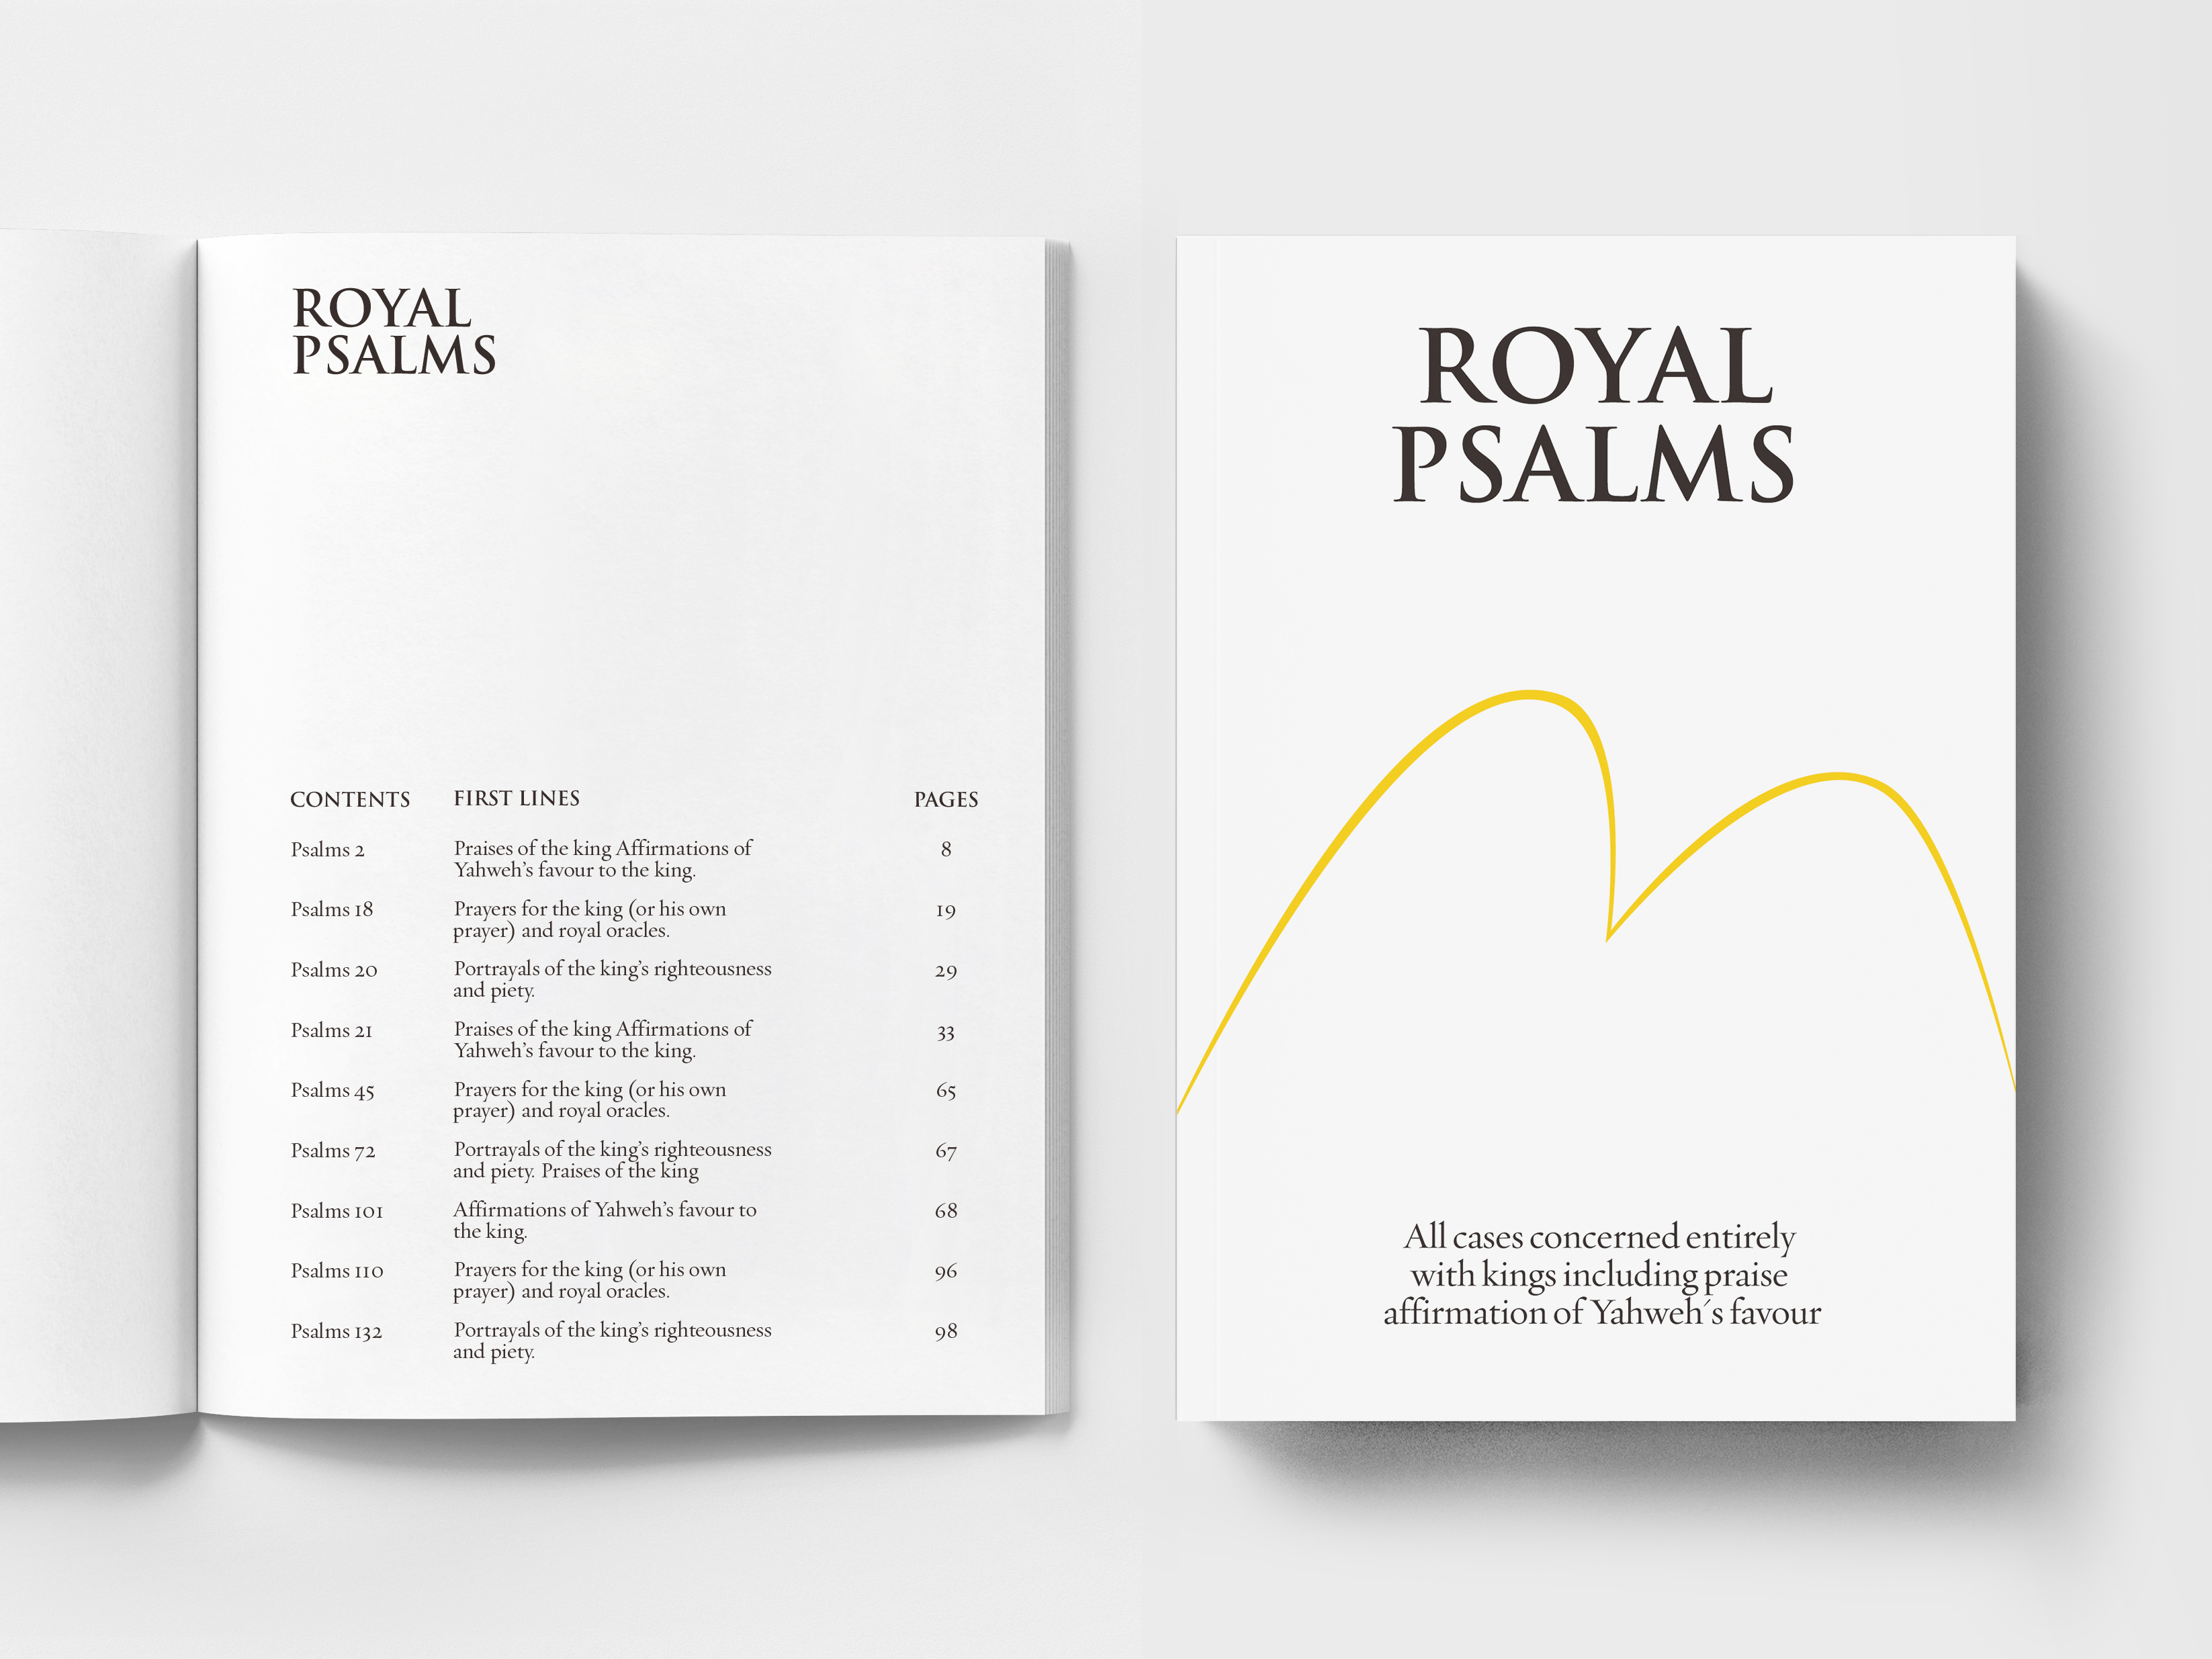 ROYAL
PSALMS
CONTENTS FIRST LINES PAGES
Psalms 2 Praises of the king Affirmations of 8
Yahweh’s favour to the king.
Psalms 18 Prayers for the king (or his own 19
prayer) and royal oracles.
Psalms 20 Portrayals of the king’s righteousness 29
and piety.
Psalms 21 Praises of the king Affirmations of 33
Yahweh’s favour to the king.
Psalms 45 Prayers for the king (or his own 65
prayer) and royal oracles.
Psalms 72 Portrayals of the king’s righteousness 67
and piety. Praises of the king
Psalms 101 Affirmations of Yahweh’s favour to 68
the king.
Psalms 110 Prayers for the king (or his own 96
prayer) and royal oracles.
Psalms 132 Portrayals of the king’s righteousness 98
and piety.
ROYAL
PSALMS
All cases concerned entirely
with kings including praise
affirmation of Yahweh´s favour